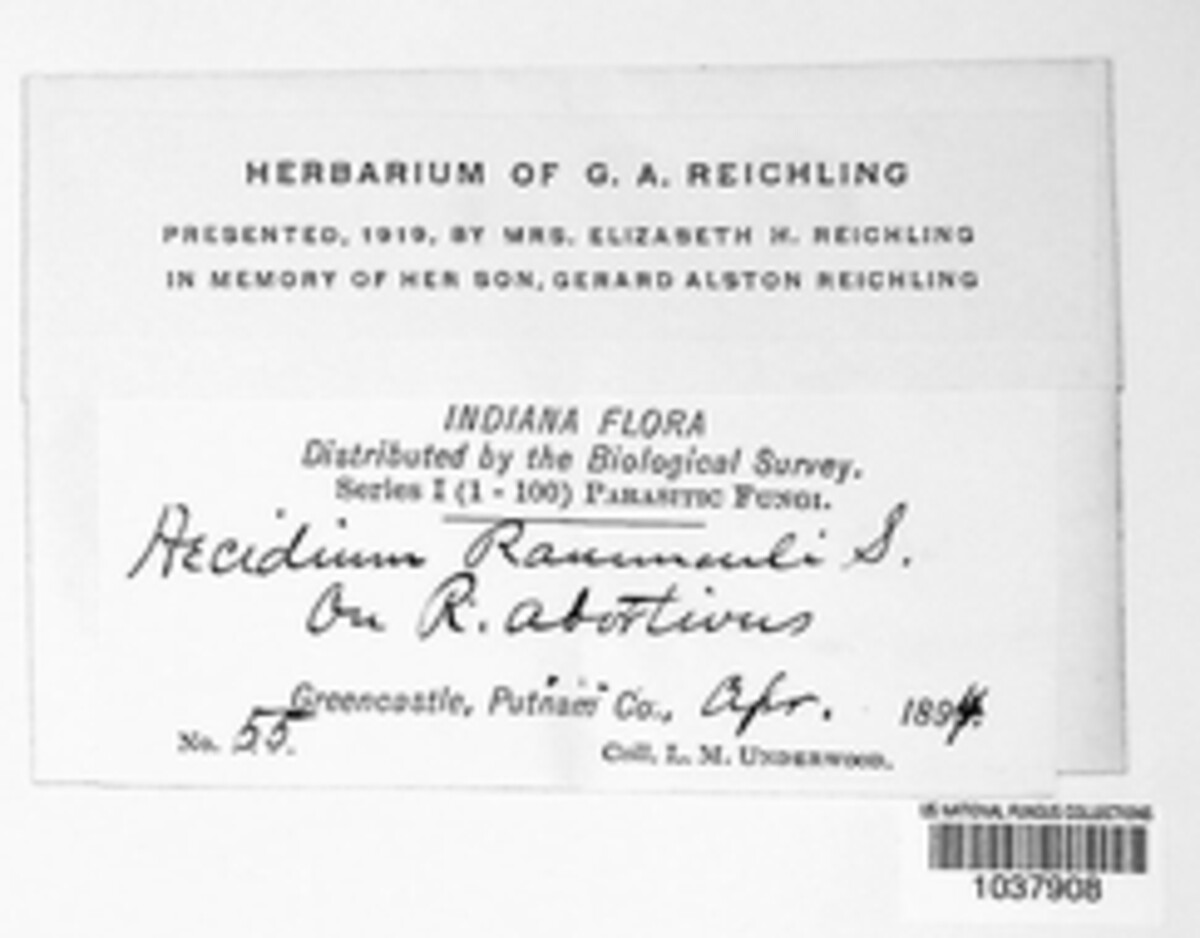 HERBARIUM OF G. A. REICHLING
PRESENTED, 1919, BY MRS. ELIZABETH H. REICHLING
IN MEMORY OF HER SON, GERARD ALSTON REICHLING
INDIANA FLORA
Distributed by the Biological Survey.
Series I (1 - 100) PARASITIC FUNGI.
Aecidium Ranunculi S.
On R. abortivus
Greencastle, Putnam Co., Apr. 1894.
No. 55.
Coll. L. M. UNDERWOOD.
US NATIONAL FUNGUS COLLECTIONS
1037908